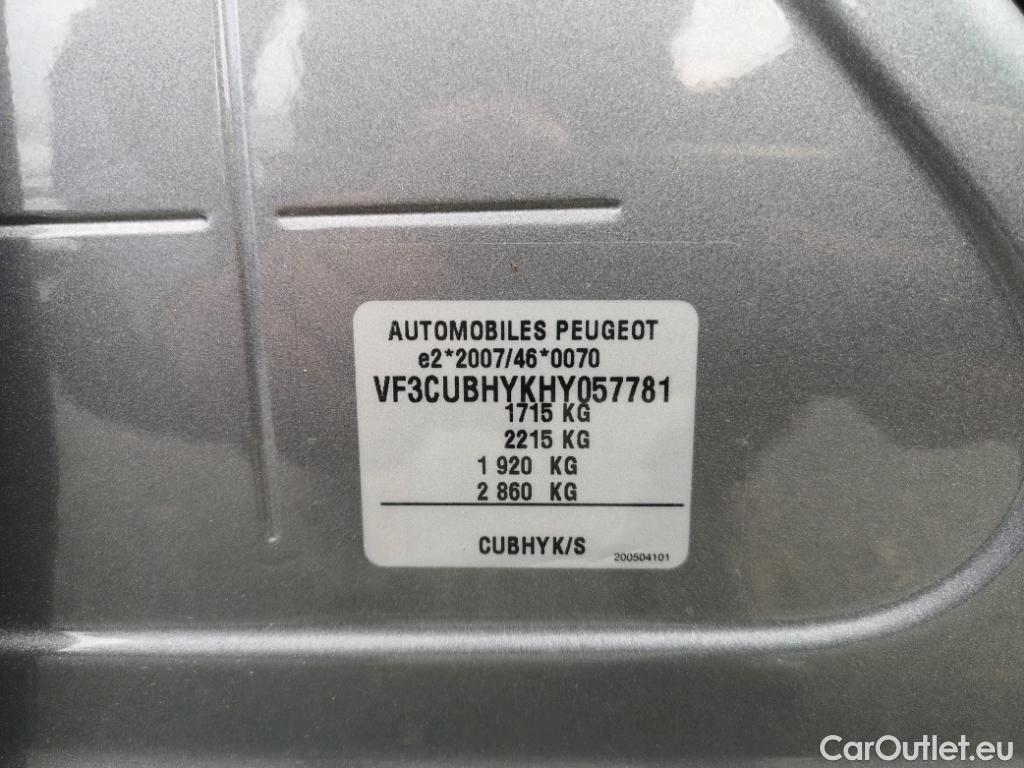 AUTOMOBILES PEUGEOT
e2*2007/46*0070
VF3CUBHYKHY057781
1715 KG
2215 KG
1 920 KG
2 860 KG
CUBHYK/S
200504101
CarOutlet.eu